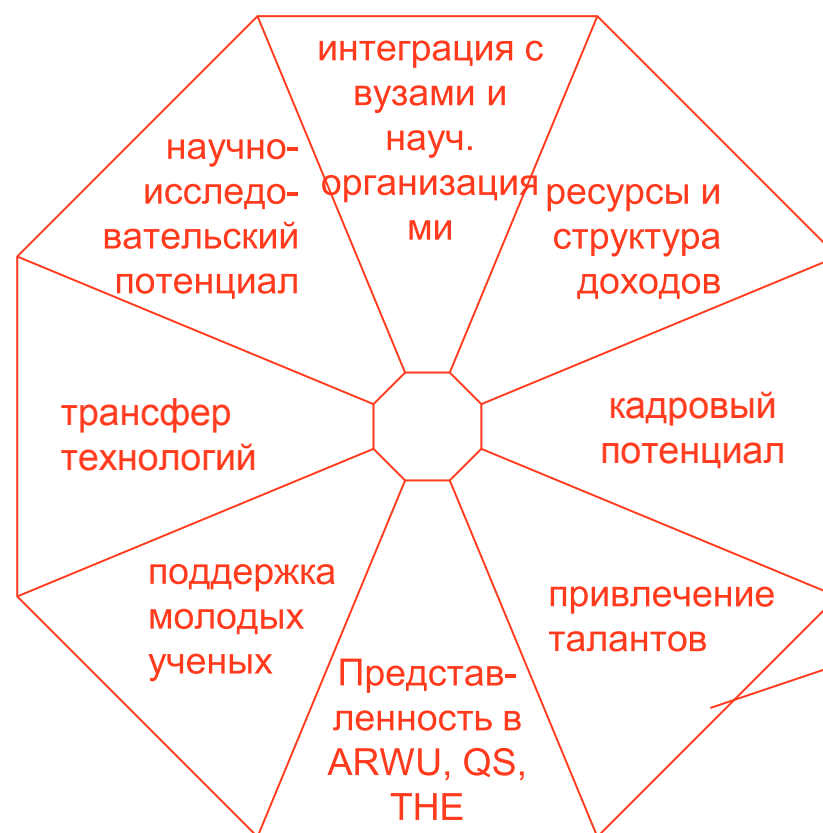 интеграция с
вузами и
науч.
организация
ми
ресурсы и
структура
доходов
кадровый
потенциал
привлечение
талантов
Представ-
ленность в
ARWU, QS,
THE
поддержка
молодых
ученых
трансфер
технологий
научно-
исследо-
вательский
потенциал